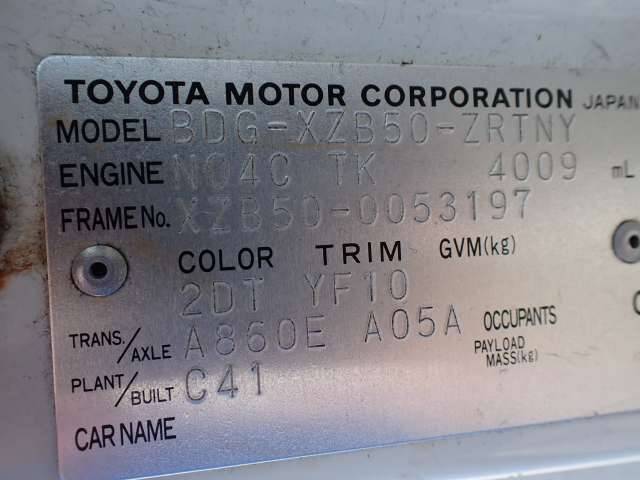 TOYOTA MOTOR CORPORATION JAPAN
MODEL BDG-XZB50-ZRTNY
ENGINE N04C TK 4009 mL
FRAME No. XZB50-0053197
COLOR TRIM GVM(kg)
2DT YF10
TRANS./AXLE A860E A05A OCCUPANTS
PAYLOAD MASS(kg)
PLANT/BUILT C41
CAR NAME